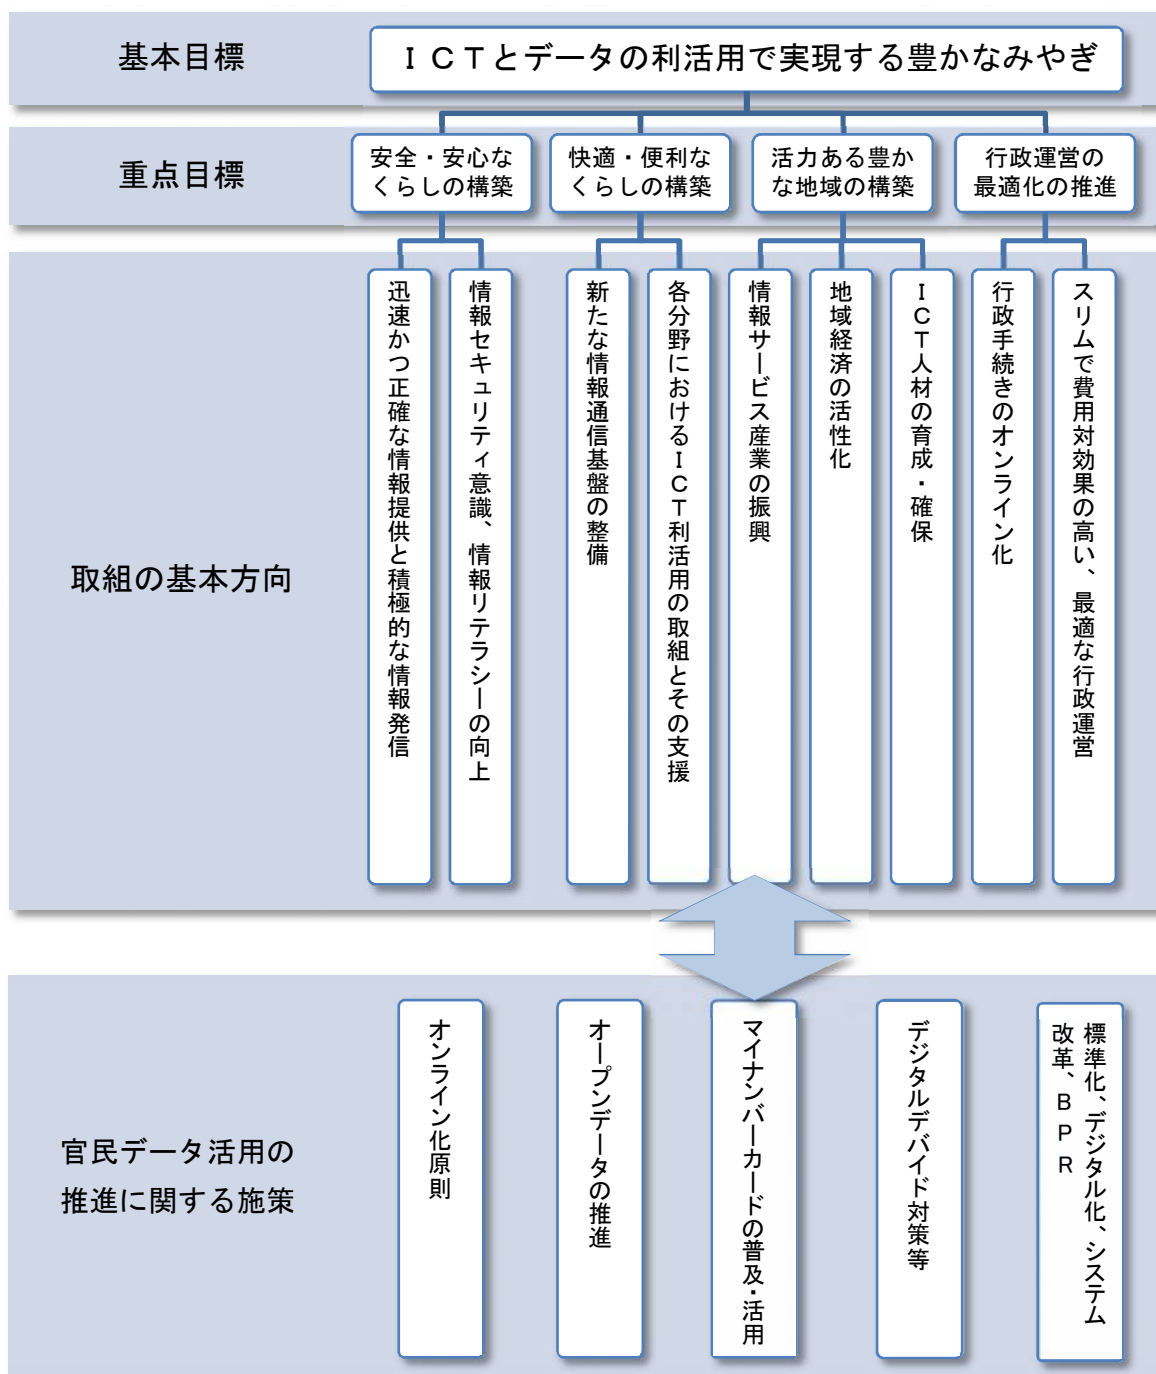 基本目標
ＩＣＴとデータの利活用で実現する豊かなみやぎ
重点目標
安全・安心な
くらしの構築
快適・便利な
くらしの構築
活力ある豊か
な地域の構築
行政運営の
最適化の推進
取組の基本方向
迅速かつ正確な情報提供と積極的な情報発信
情報セキュリティ意識、情報リテラシーの向上
新たな情報通信基盤の整備
各分野におけるＩＣＴ利活用の取組とその支援
情報サービス産業の振興
地域経済の活性化
ＩＣＴ人材の育成・確保
行政手続きのオンライン化
スリムで費用対効果の高い、最適な行政運営
官民データ活用の
推進に関する施策
オンライン化原則
オープンデータの推進
マイナンバーカードの普及・活用
デジタルデバイド対策等
標準化、デジタル化、システム
改革、ＢＰＲ